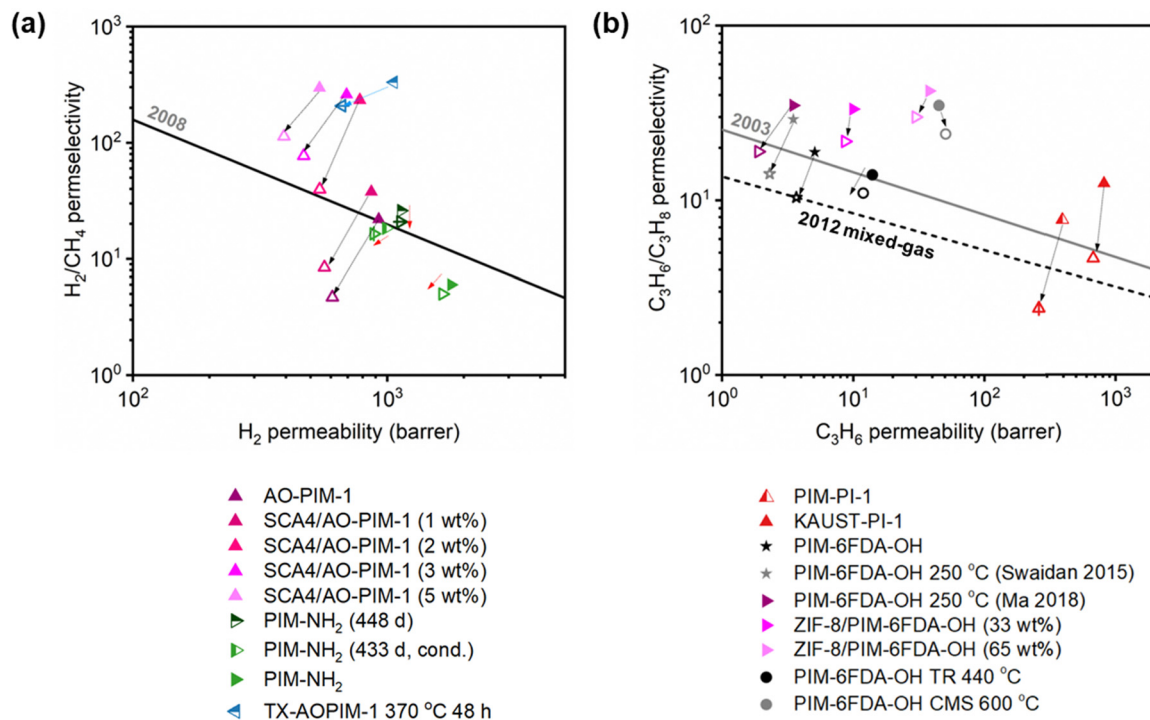 (a)
10³
10²
10¹
10⁰
H₂/CH₄ permselectivity
2008
10²
10³
H₂ permeability (barrer)
AO-PIM-1
SCA4/AO-PIM-1 (1 wt%)
SCA4/AO-PIM-1 (2 wt%)
SCA4/AO-PIM-1 (3 wt%)
SCA4/AO-PIM-1 (5 wt%)
PIM-NH₂ (448 d)
PIM-NH₂ (433 d, cond.)
PIM-NH₂
TX-AOPIM-1 370 °C 48 h
(b)
10²
10¹
10⁰
C₃H₆/C₃H₈ permselectivity
2003
2012 mixed-gas
10⁰
10¹
10²
10³
C₃H₆ permeability (barrer)
PIM-PI-1
KAUST-PI-1
PIM-6FDA-OH
PIM-6FDA-OH 250 °C (Swaidan 2015)
PIM-6FDA-OH 250 °C (Ma 2018)
ZIF-8/PIM-6FDA-OH (33 wt%)
ZIF-8/PIM-6FDA-OH (65 wt%)
PIM-6FDA-OH TR 440 °C
PIM-6FDA-OH CMS 600 °C